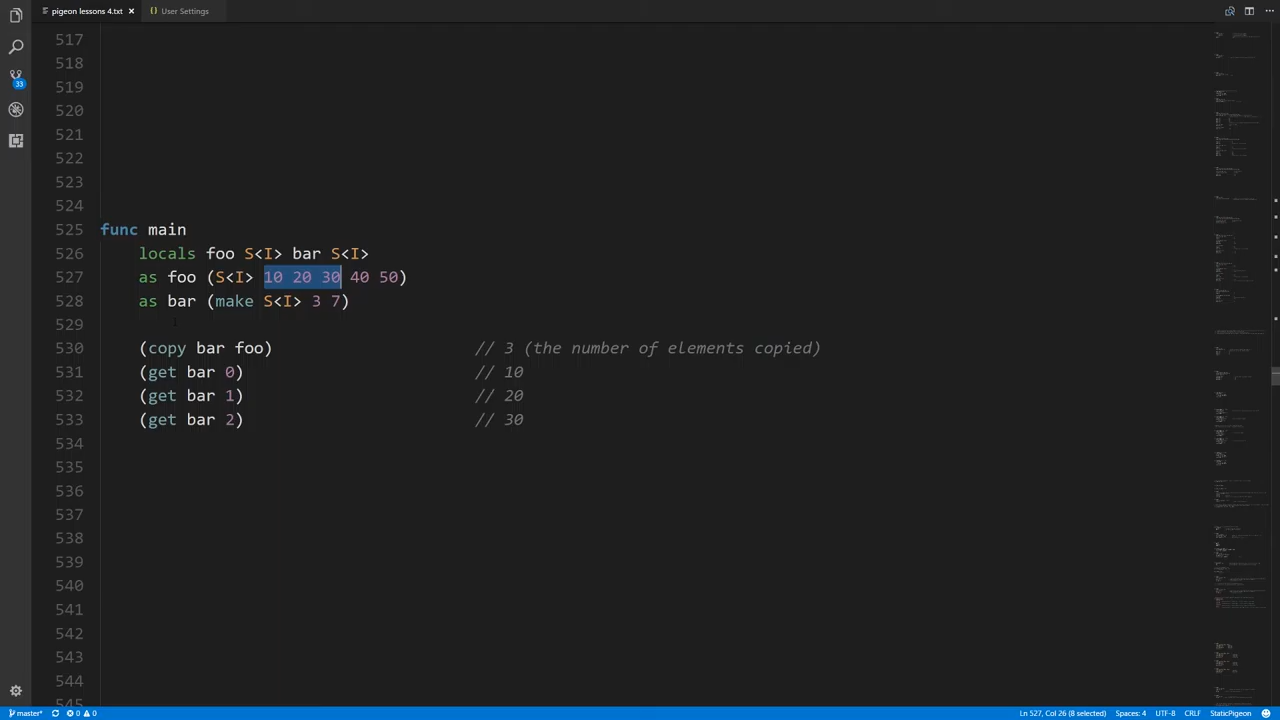 pigeon lessons 4.txt × {} User Settings
517
518
519
520
521
522
523
524
525 func main
526 locals foo S<I> bar S<I>
527 as foo (S<I> 10 20 30 40 50)
528 as bar (make S<I> 3 7)
529
530 (copy bar foo) // 3 (the number of elements copied)
531 (get bar 0) // 10
532 (get bar 1) // 20
533 (get bar 2) // 30
534
535
536
537
538
539
540
541
542
543
544
545
33
master* 0 0 Ln 527, Col 26 (8 selected) Spaces: 4 UTF-8 CRLF StaticPigeon